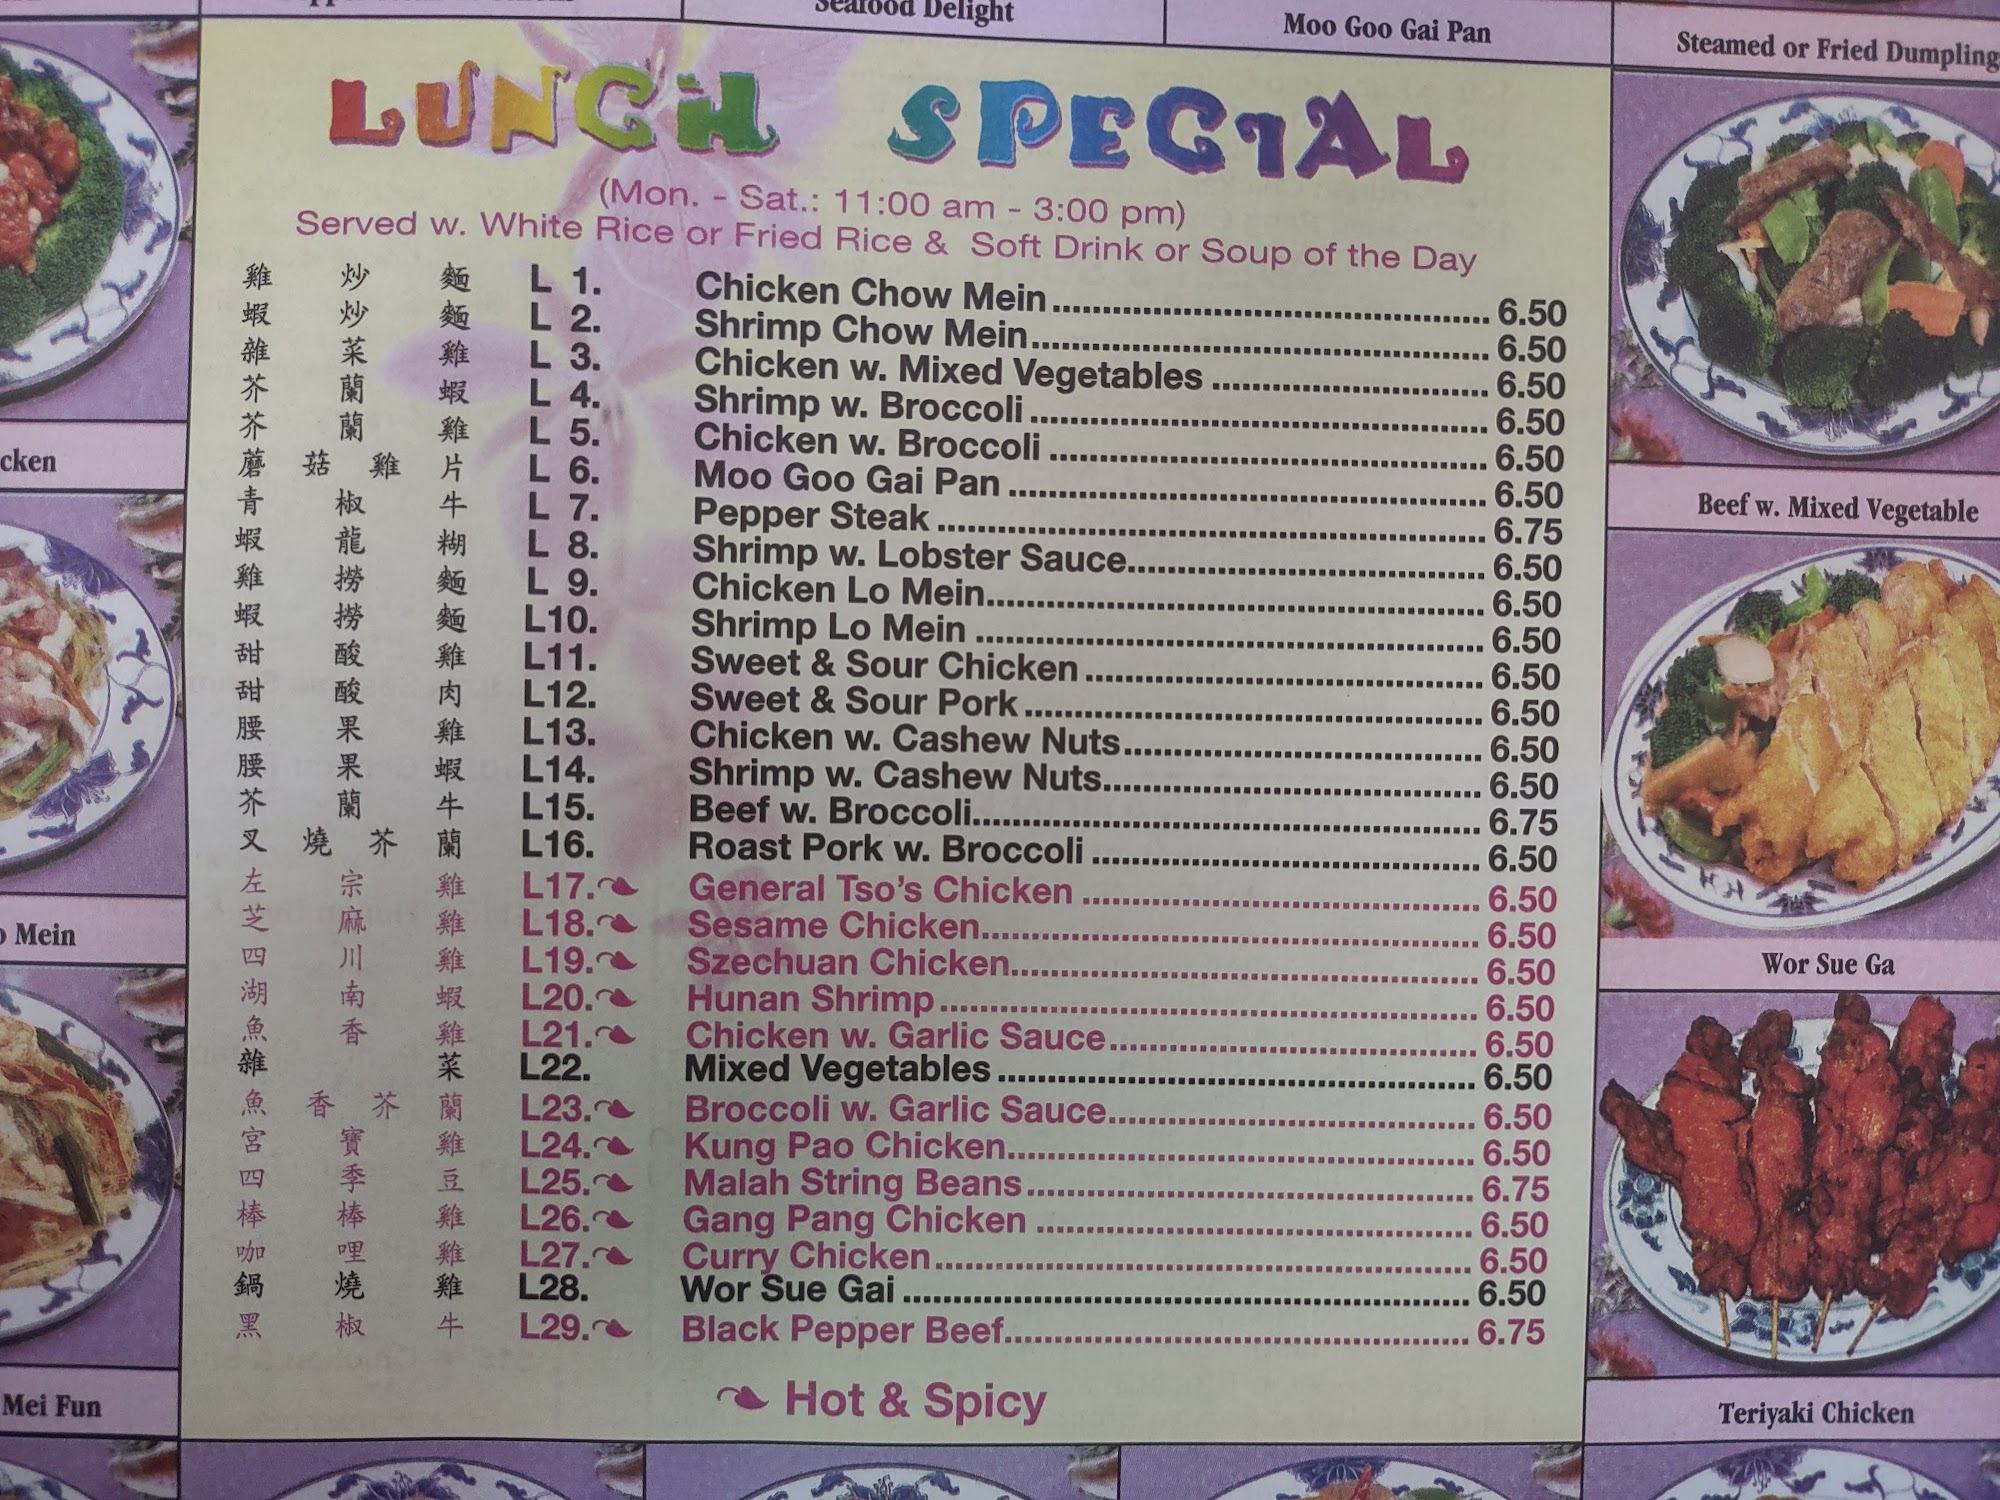 Seafood Delight
Moo Goo Gai Pan
Steamed or Fried Dumpling
LUNCH SPECIAL
(Mon. - Sat.: 11:00 am - 3:00 pm)
Served w. White Rice or Fried Rice & Soft Drink or Soup of the Day
雞炒麵 L 1. Chicken Chow Mein 6.50
蝦炒麵 L 2. Shrimp Chow Mein 6.50
雜菜雞 L 3. Chicken w. Mixed Vegetables 6.50
芥蘭蝦 L 4. Shrimp w. Broccoli 6.50
芥蘭雞 L 5. Chicken w. Broccoli 6.50
蘑菇雞片 L 6. Moo Goo Gai Pan 6.50
青椒牛 L 7. Pepper Steak 6.75
蝦龍糊 L 8. Shrimp w. Lobster Sauce 6.50
雞撈麵 L 9. Chicken Lo Mein 6.50
蝦撈麵 L10. Shrimp Lo Mein 6.50
甜酸雞 L11. Sweet & Sour Chicken 6.50
甜酸肉 L12. Sweet & Sour Pork 6.50
腰果雞 L13. Chicken w. Cashew Nuts 6.50
腰果蝦 L14. Shrimp w. Cashew Nuts 6.50
芥蘭牛 L15. Beef w. Broccoli 6.75
叉燒芥蘭 L16. Roast Pork w. Broccoli 6.50
左宗雞 L17. General Tso's Chicken 6.50
芝麻雞 L18. Sesame Chicken 6.50
四川雞 L19. Szechuan Chicken 6.50
湖南蝦 L20. Hunan Shrimp 6.50
魚香雞 L21. Chicken w. Garlic Sauce 6.50
雜菜 L22. Mixed Vegetables 6.50
魚香芥蘭 L23. Broccoli w. Garlic Sauce 6.50
宮寶雞 L24. Kung Pao Chicken 6.50
四季豆 L25. Malah String Beans 6.75
棒棒雞 L26. Gang Pang Chicken 6.50
咖哩雞 L27. Curry Chicken 6.50
鍋燒雞 L28. Wor Sue Gai 6.50
黑椒牛 L29. Black Pepper Beef 6.75
Hot & Spicy
cken
Mein
Mei Fun
Beef w. Mixed Vegetable
Wor Sue Ga
Teriyaki Chicken